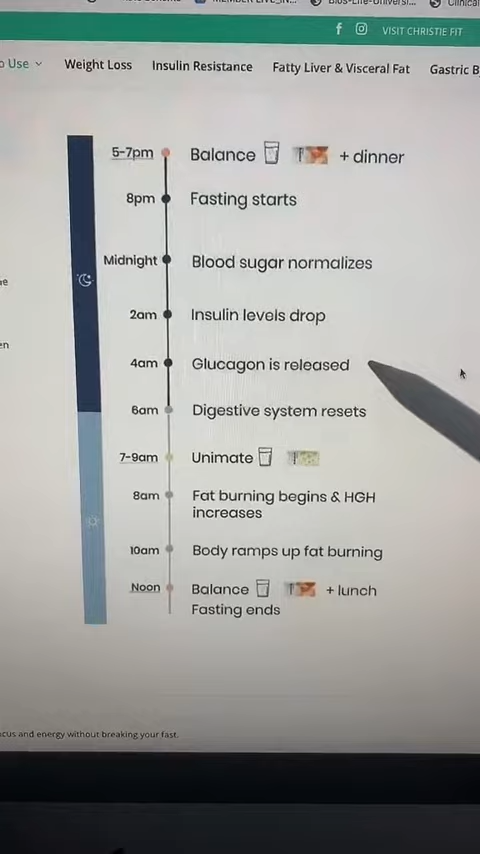 VISIT CHRISTIE FIT
Use
Weight Loss
Insulin Resistance
Fatty Liver & Visceral Fat
Gastric
5-7pm Balance + dinner
8pm Fasting starts
Midnight Blood sugar normalizes
2am Insulin levels drop
4am Glucagon is released
6am Digestive system resets
7-9am Unimate
8am Fat burning begins & HGH
increases
10am Body ramps up fat burning
Noon Balance + lunch
Fasting ends
and energy without breaking your fast.